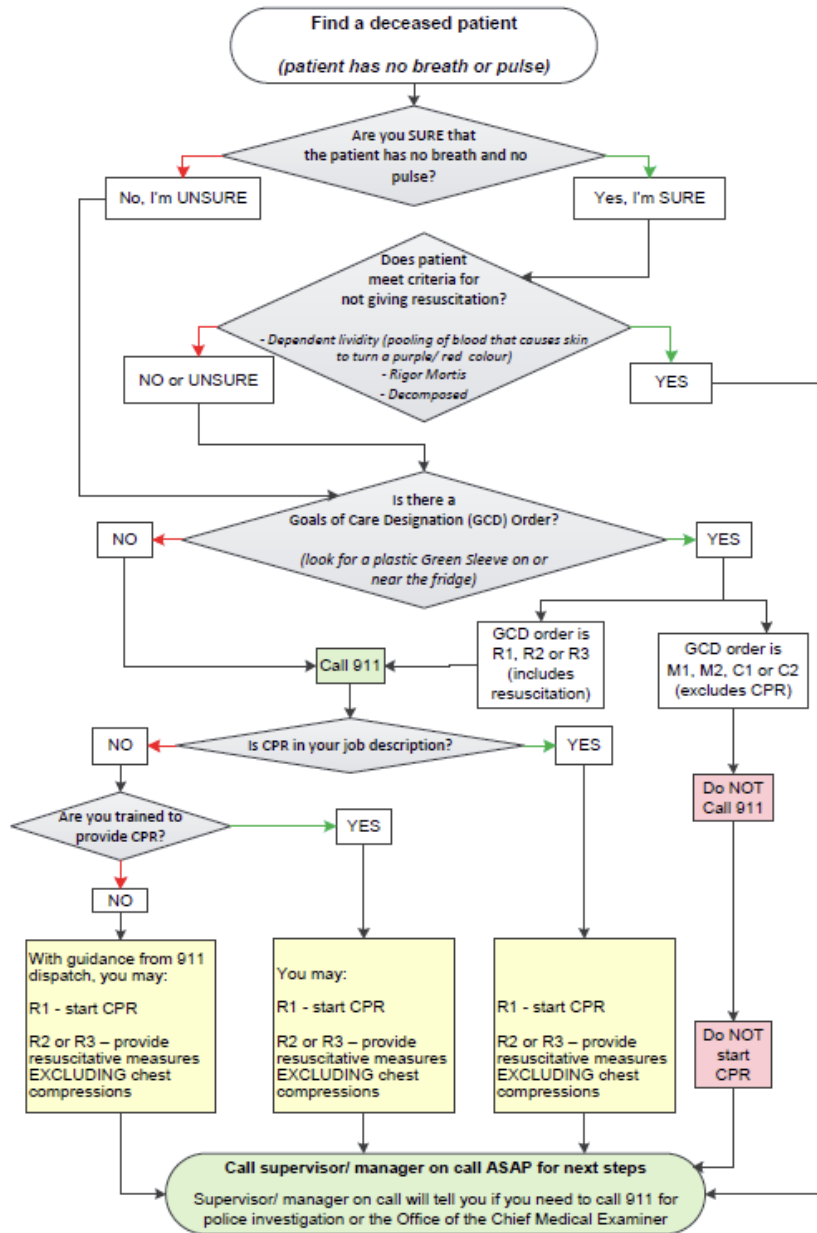 Find a deceased patient
(patient has no breath or pulse)
Are you SURE that
the patient has no breath and no
pulse?
No, I'm UNSURE
Yes, I'm SURE
Does patient
meet criteria for
not giving resuscitation?
- Dependent lividity (pooling of blood that causes skin
to turn a purple/ red colour)
- Rigor Mortis
- Decomposed
NO or UNSURE
YES
Is there a
Goals of Care Designation (GCD) Order?
(look for a plastic Green Sleeve on or
near the fridge)
NO
YES
GCD order is
R1, R2 or R3
(includes
resuscitation)
GCD order is
M1, M2, C1 or C2
(excludes CPR)
Call 911
Is CPR in your job description?
NO
YES
Do NOT
Call 911
Are you trained to
provide CPR?
YES
NO
With guidance from 911
dispatch, you may:
R1 - start CPR
R2 or R3 – provide
resuscitative measures
EXCLUDING chest
compressions
You may:
R1 - start CPR
R2 or R3 – provide
resuscitative measures
EXCLUDING chest
compressions
R1 - start CPR
R2 or R3 – provide
resuscitative measures
EXCLUDING chest
compressions
Do NOT
start
CPR
Call supervisor/ manager on call ASAP for next steps
Supervisor/ manager on call will tell you if you need to call 911 for
police investigation or the Office of the Chief Medical Examiner